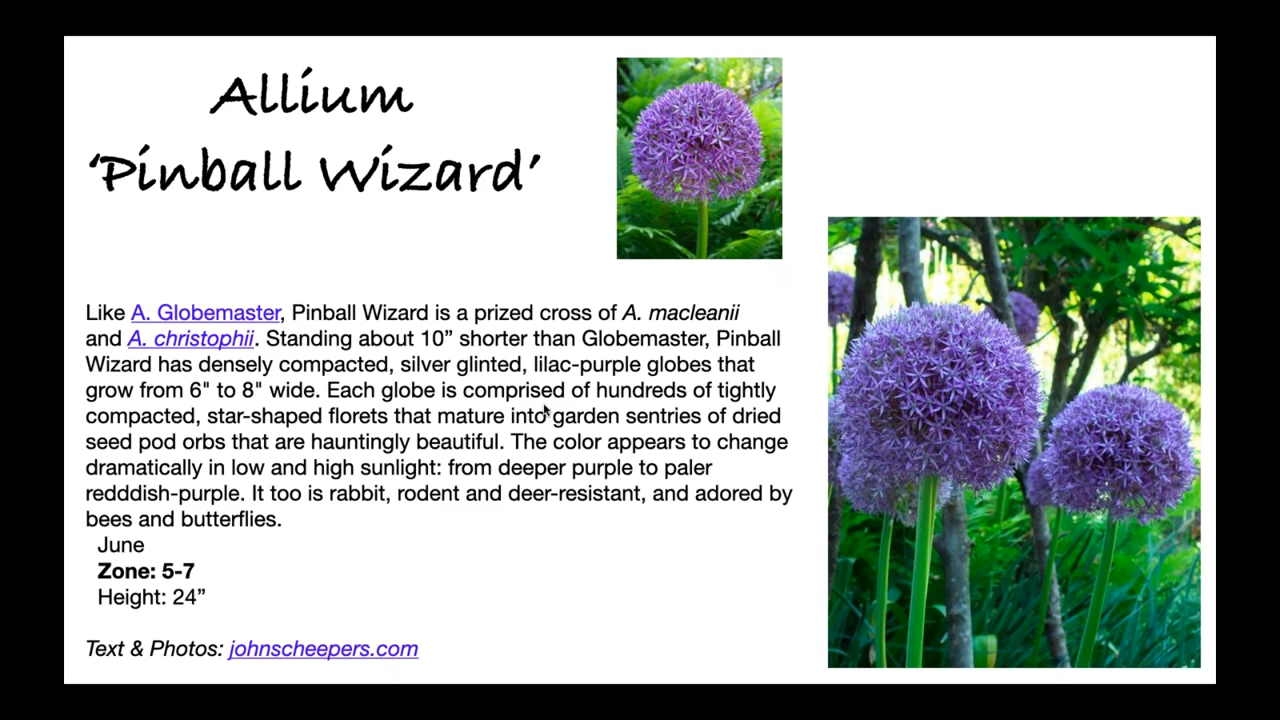 Allium
‘Pinball Wizard’
Like A. Globemaster, Pinball Wizard is a prized cross of A. macleanii
and A. christophii. Standing about 10” shorter than Globemaster, Pinball
Wizard has densely compacted, silver glinted, lilac-purple globes that
grow from 6" to 8" wide. Each globe is comprised of hundreds of tightly
compacted, star-shaped florets that mature into garden sentries of dried
seed pod orbs that are hauntingly beautiful. The color appears to change
dramatically in low and high sunlight: from deeper purple to paler
redddish-purple. It too is rabbit, rodent and deer-resistant, and adored by
bees and butterflies.
June
Zone: 5-7
Height: 24”
Text & Photos: johnscheepers.com